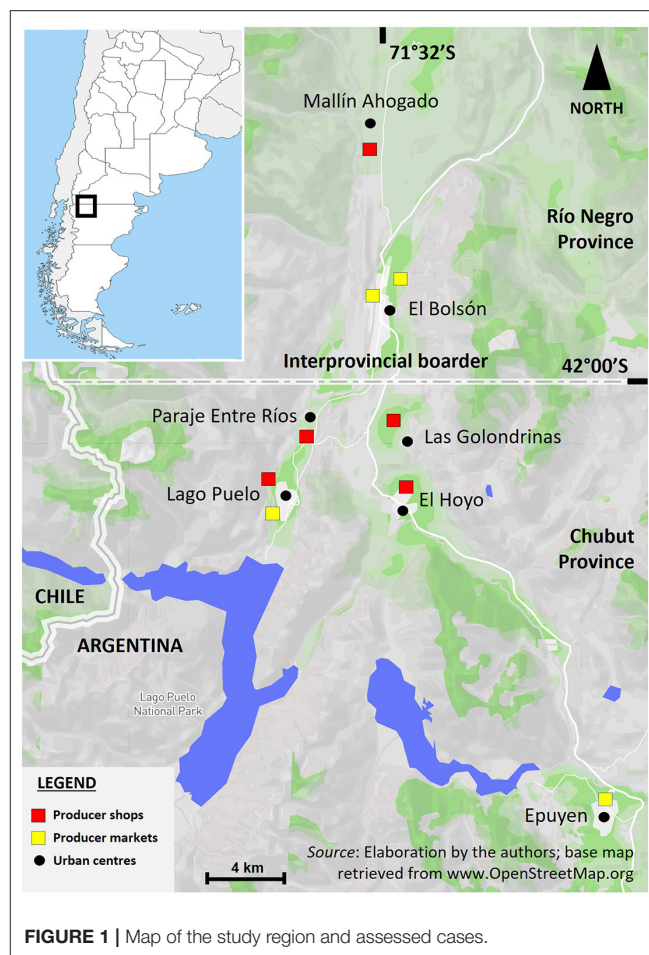 71°32'S
Mallín Ahogado
NORTH
Río Negro
Province
El Bolsón
Interprovincial boarder
42°00'S
Paraje Entre Ríos
Las Golondrinas
Lago Puelo
El Hoyo
Chubut
Province
CHILE
ARGENTINA
Lago Puelo
National Park
LEGEND
Producer shops
Producer markets
Urban centres
4 km
Epuyen
Source: Elaboration by the authors; base map
retrieved from www.OpenStreetMap.org
FIGURE 1 | Map of the study region and assessed cases.